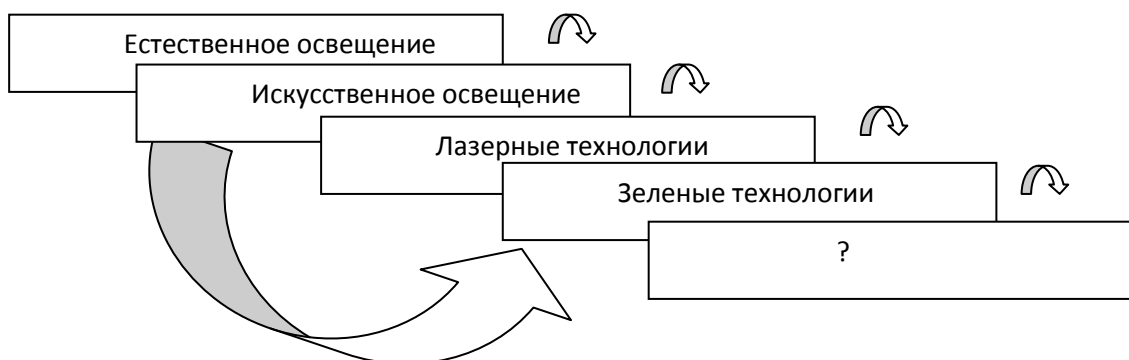 Естественное освещение
Искусственное освещение
Лазерные технологии
Зеленые технологии
?